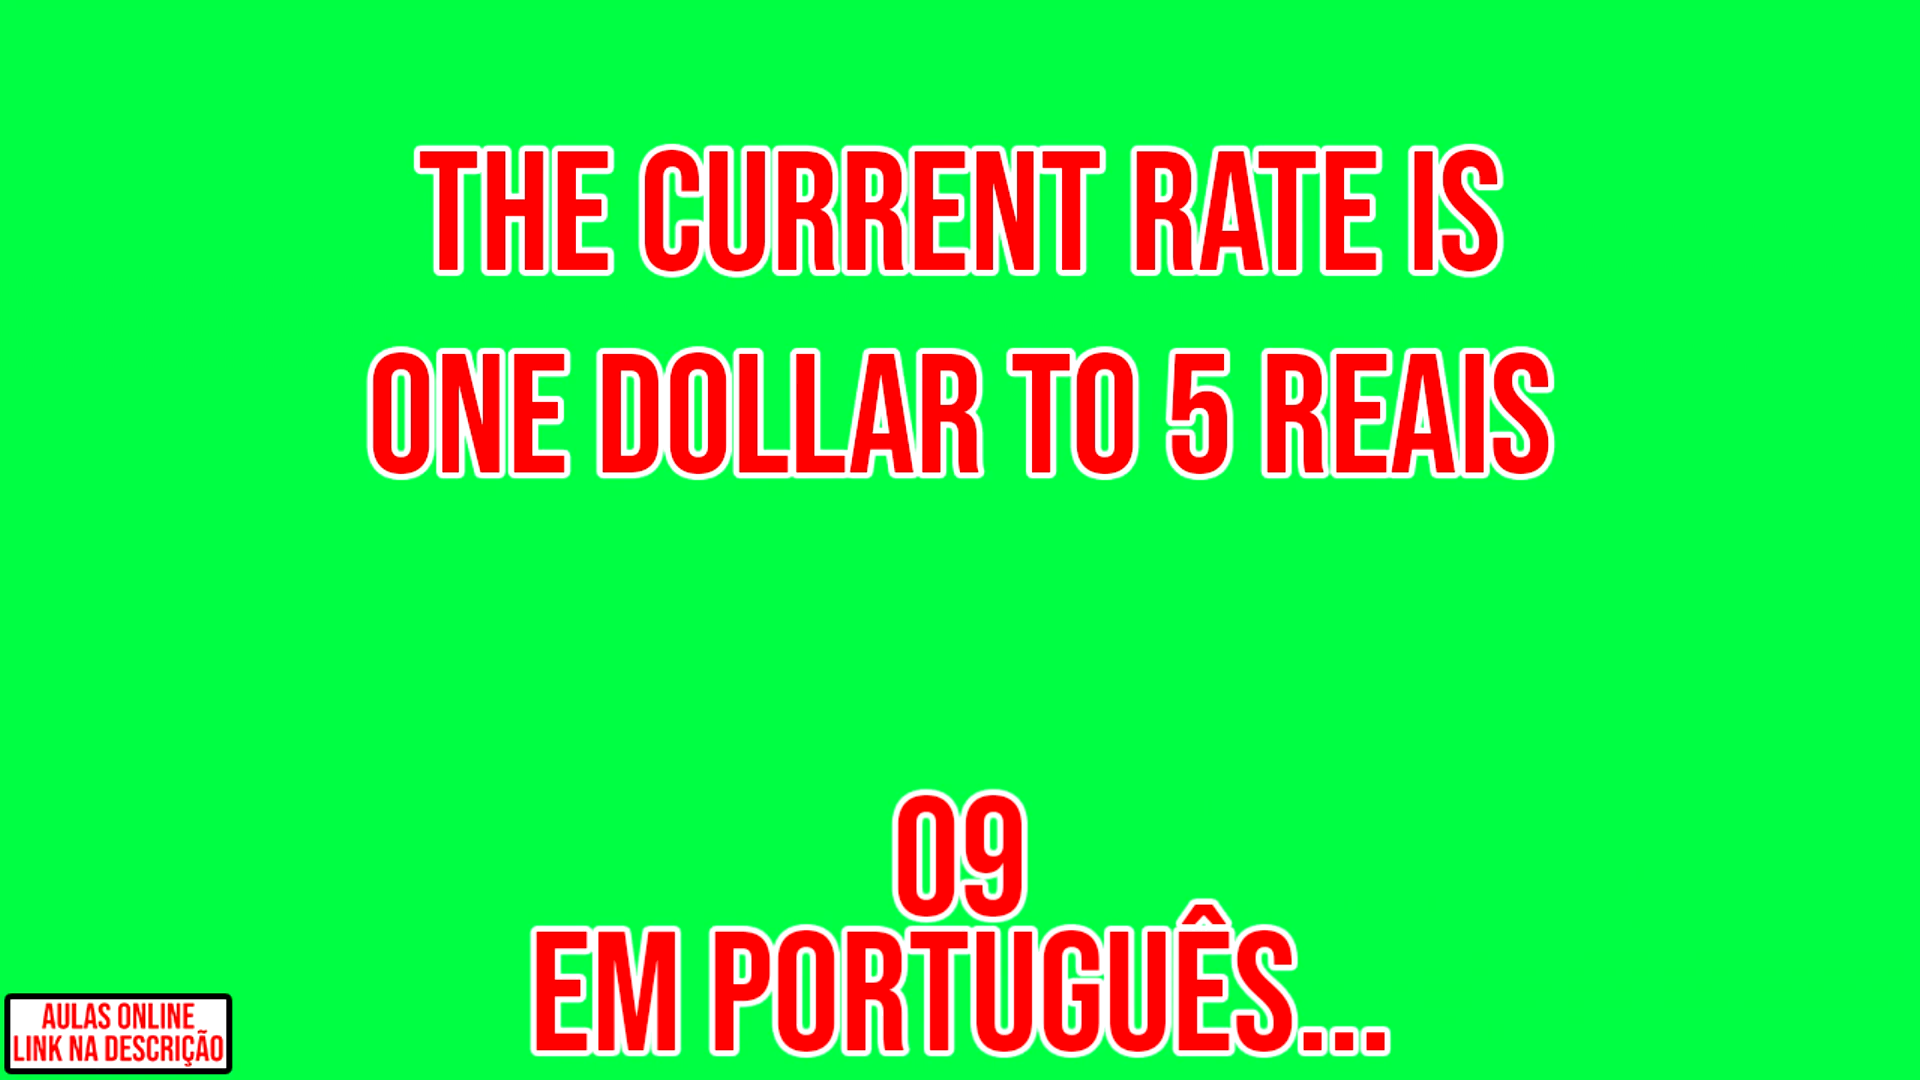 THE CURRENT RATE IS
ONE DOLLAR TO 5 REAIS
09
EM PORTUGUÊS...
AULAS ONLINE
LINK NA DESCRIÇÃO